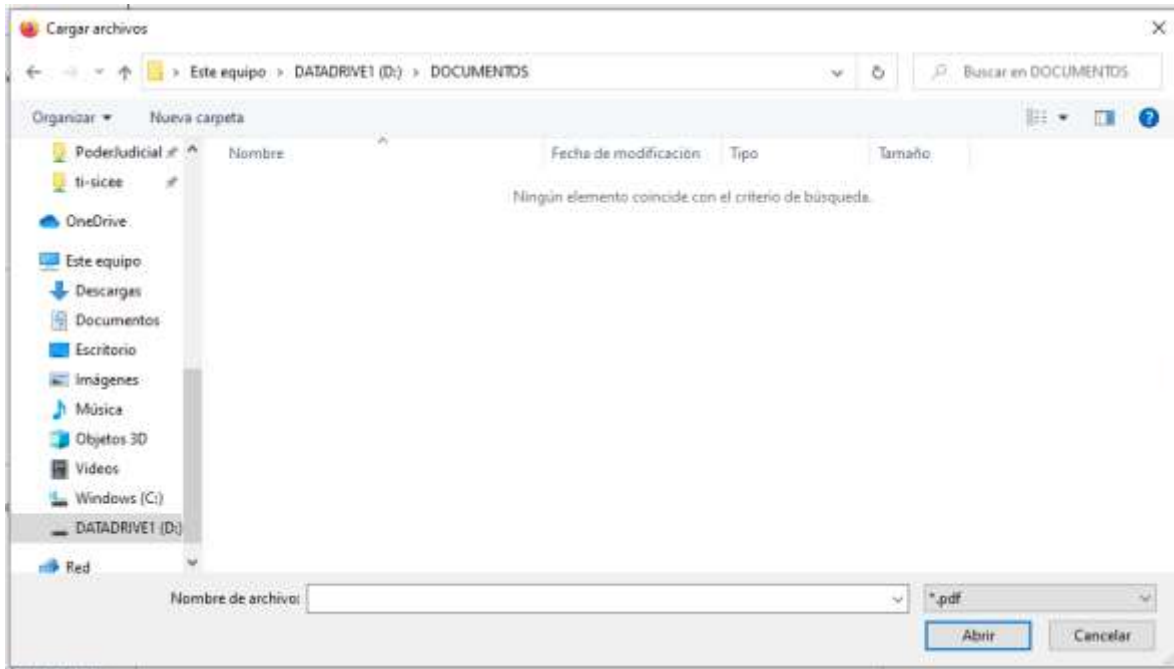 Cargar archivos
Este equipo > DATADRIVE1 (D:) > DOCUMENTOS
Buscar en DOCUMENTOS
Organizar Nueva carpeta
PoderJudicial
ti-sicee
OneDrive
Este equipo
Descargas
Documentos
Escritorio
Imágenes
Música
Objetos 3D
Videos
Windows (C:)
DATADRIVE1 (D:)
Red
Nombre Fecha de modificación Tipo Tamaño
Ningún elemento coincide con el criterio de búsqueda.
Nombre de archivo: *.pdf
Abrir Cancelar